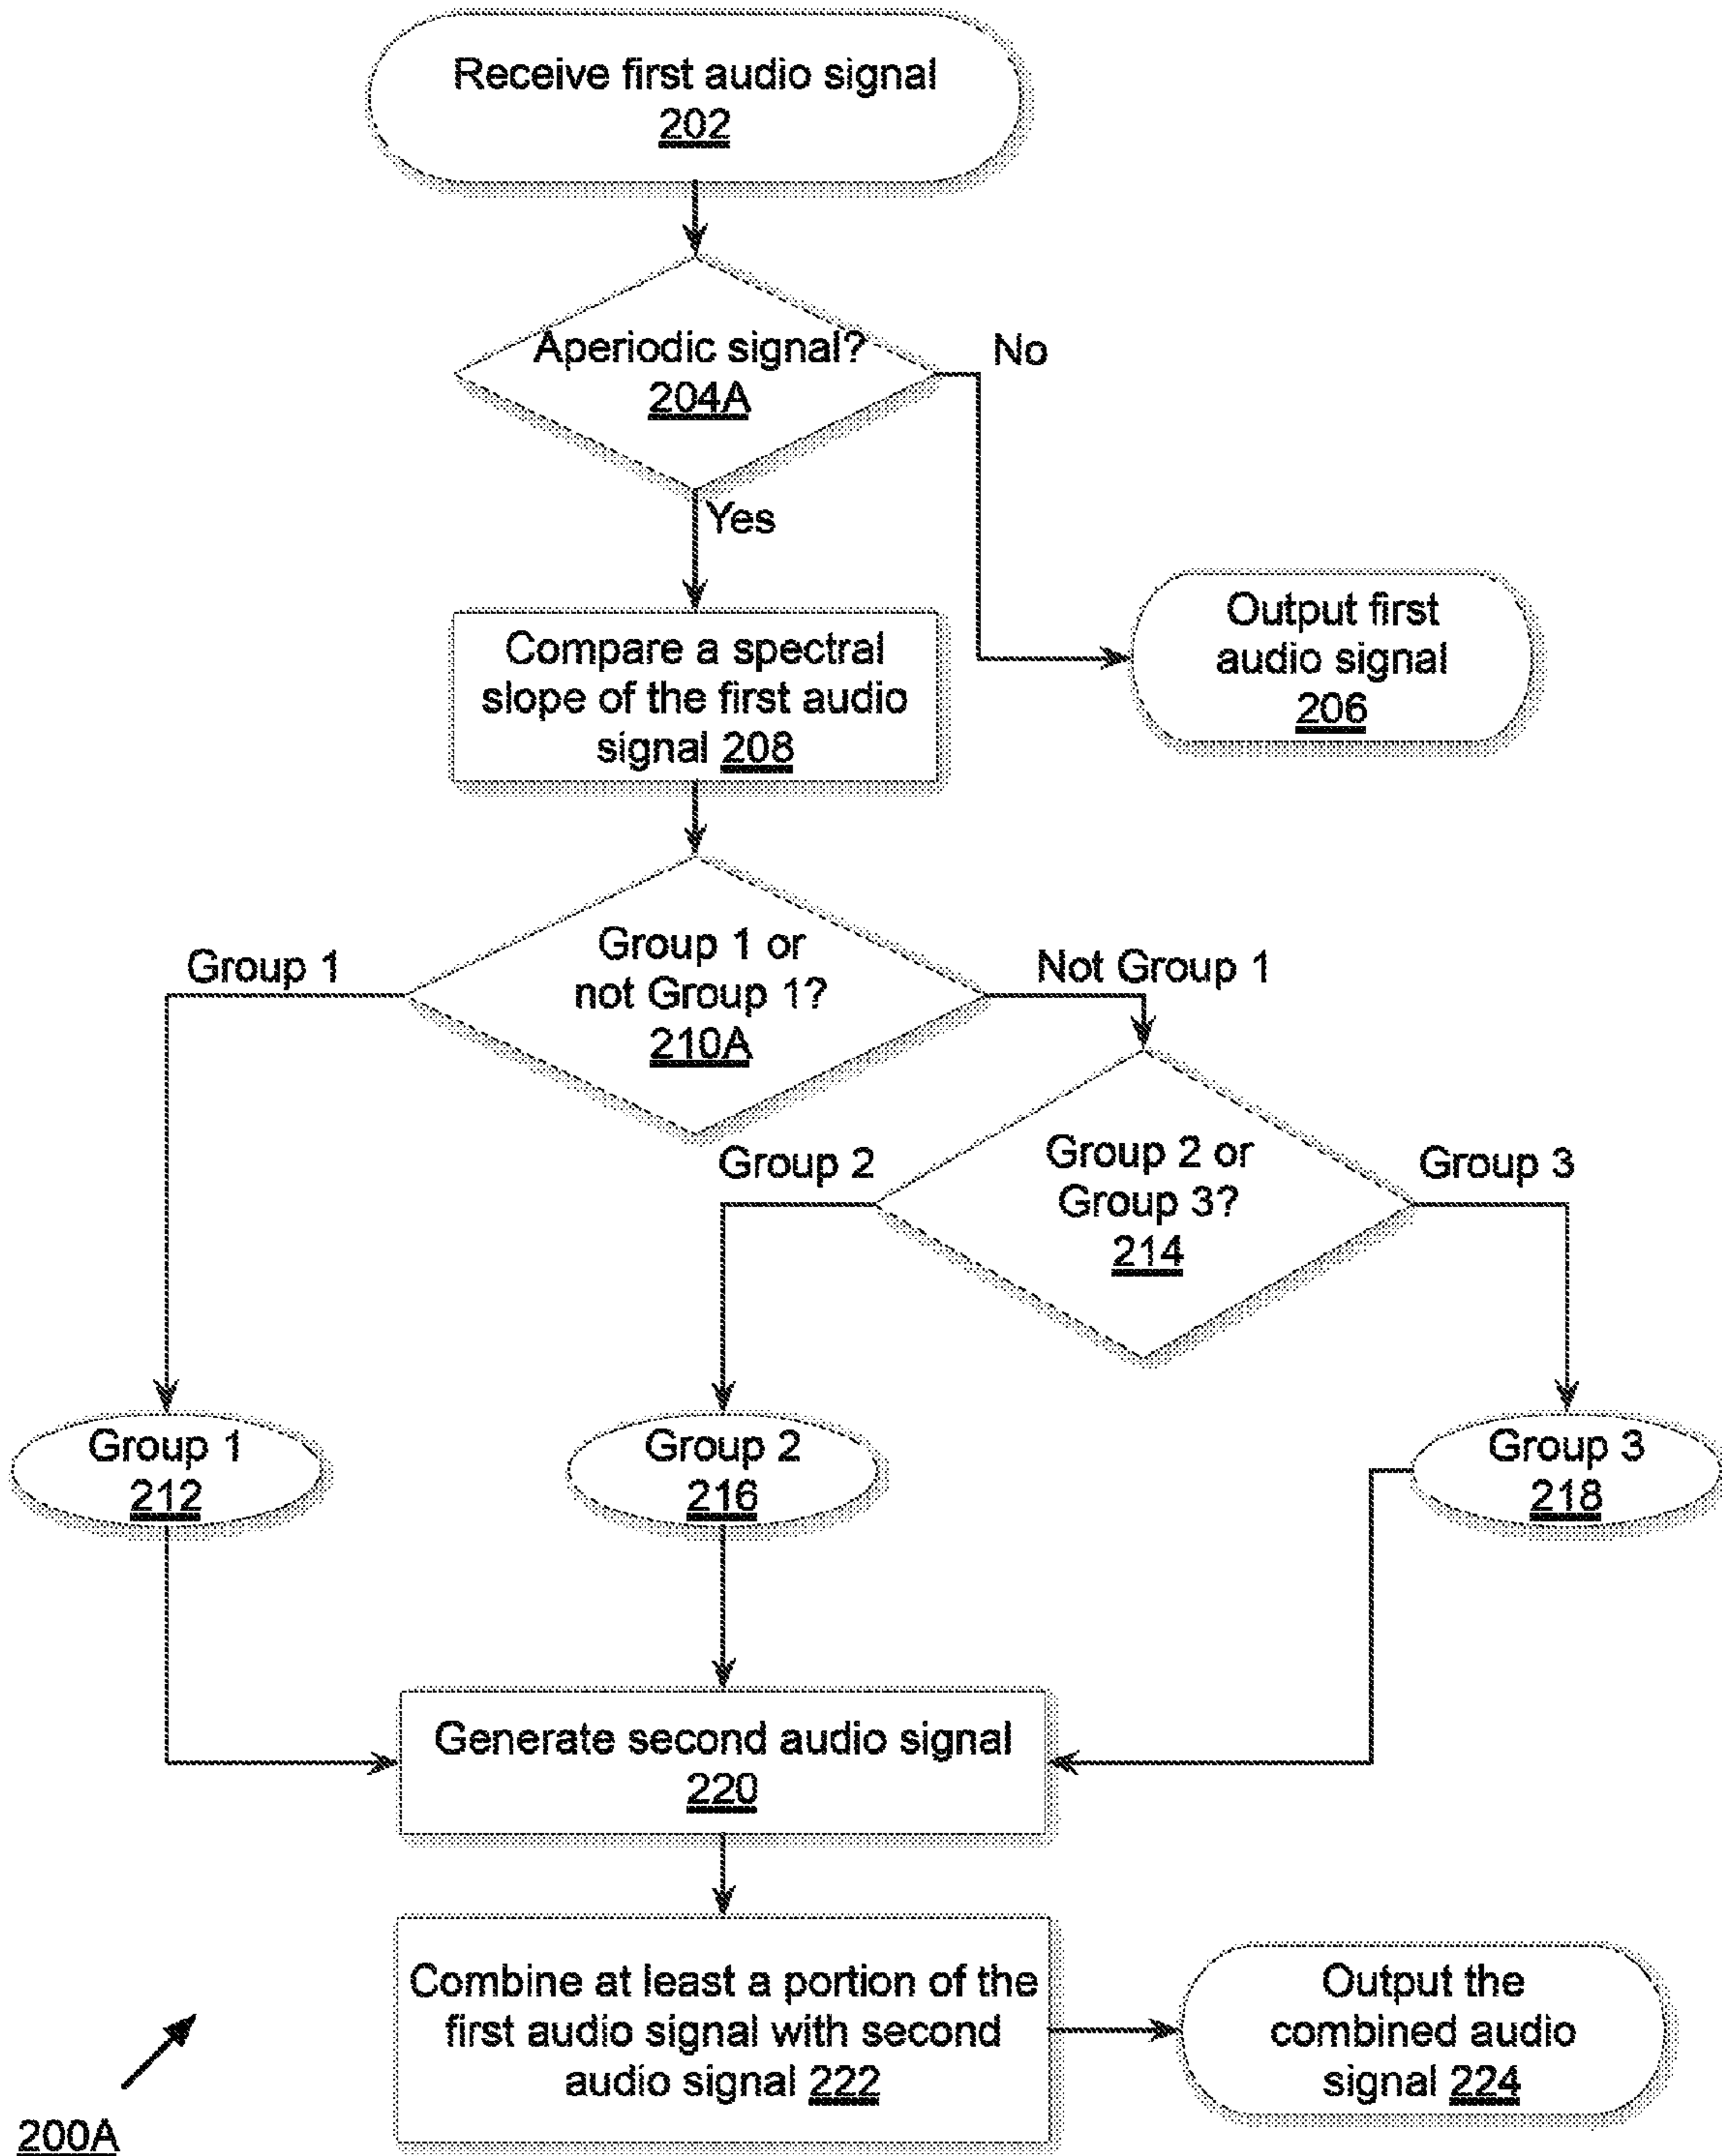 Receive first audio signal
202
Aperiodic signal?
204A
No
Yes
Output first
audio signal
206
Compare a spectral
slope of the first audio
signal 208
Group 1 or
not Group 1?
210A
Group 1
Not Group 1
Group 2 or
Group 3?
214
Group 2
Group 3
Group 1
212
Group 2
216
Group 3
218
Generate second audio signal
220
Combine at least a portion of the
first audio signal with second
audio signal 222
Output the
combined audio
signal 224
200A